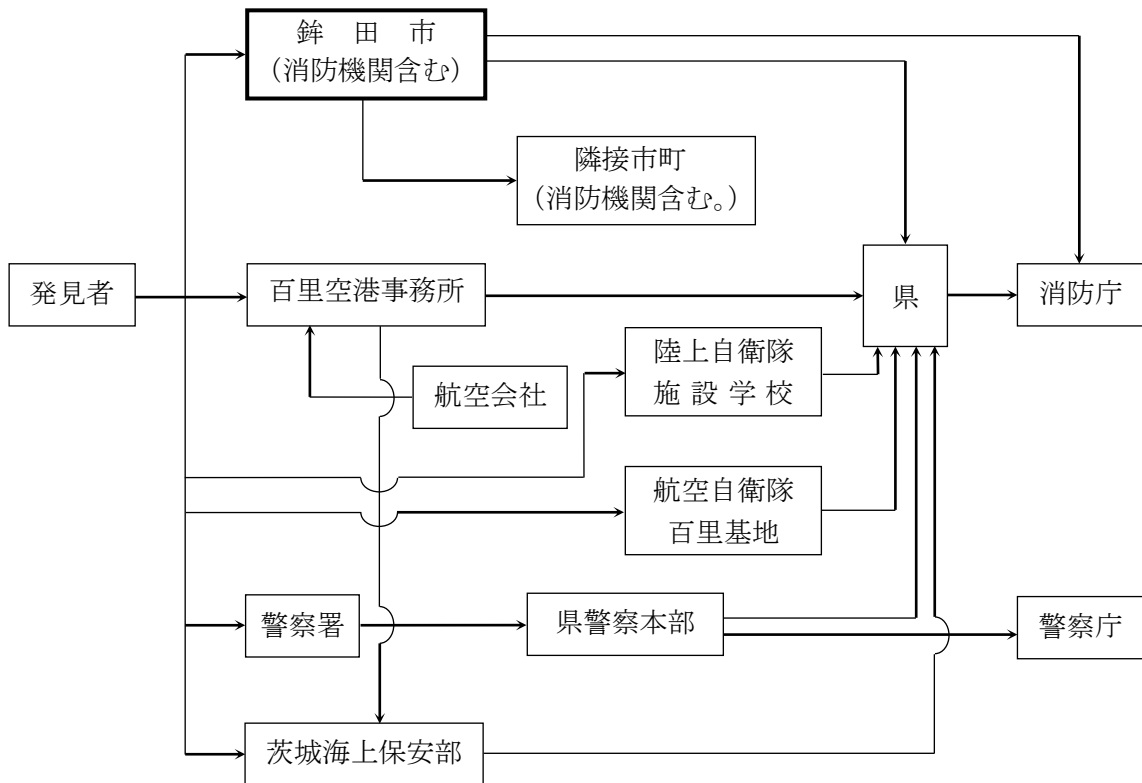 鉾田市
(消防機関含む)
隣接市町
(消防機関含む。)
発見者
百里空港事務所
県
消防庁
陸上自衛隊
施設学校
航空会社
航空自衛隊
百里基地
警察署
県警察本部
警察庁
茨城海上保安部